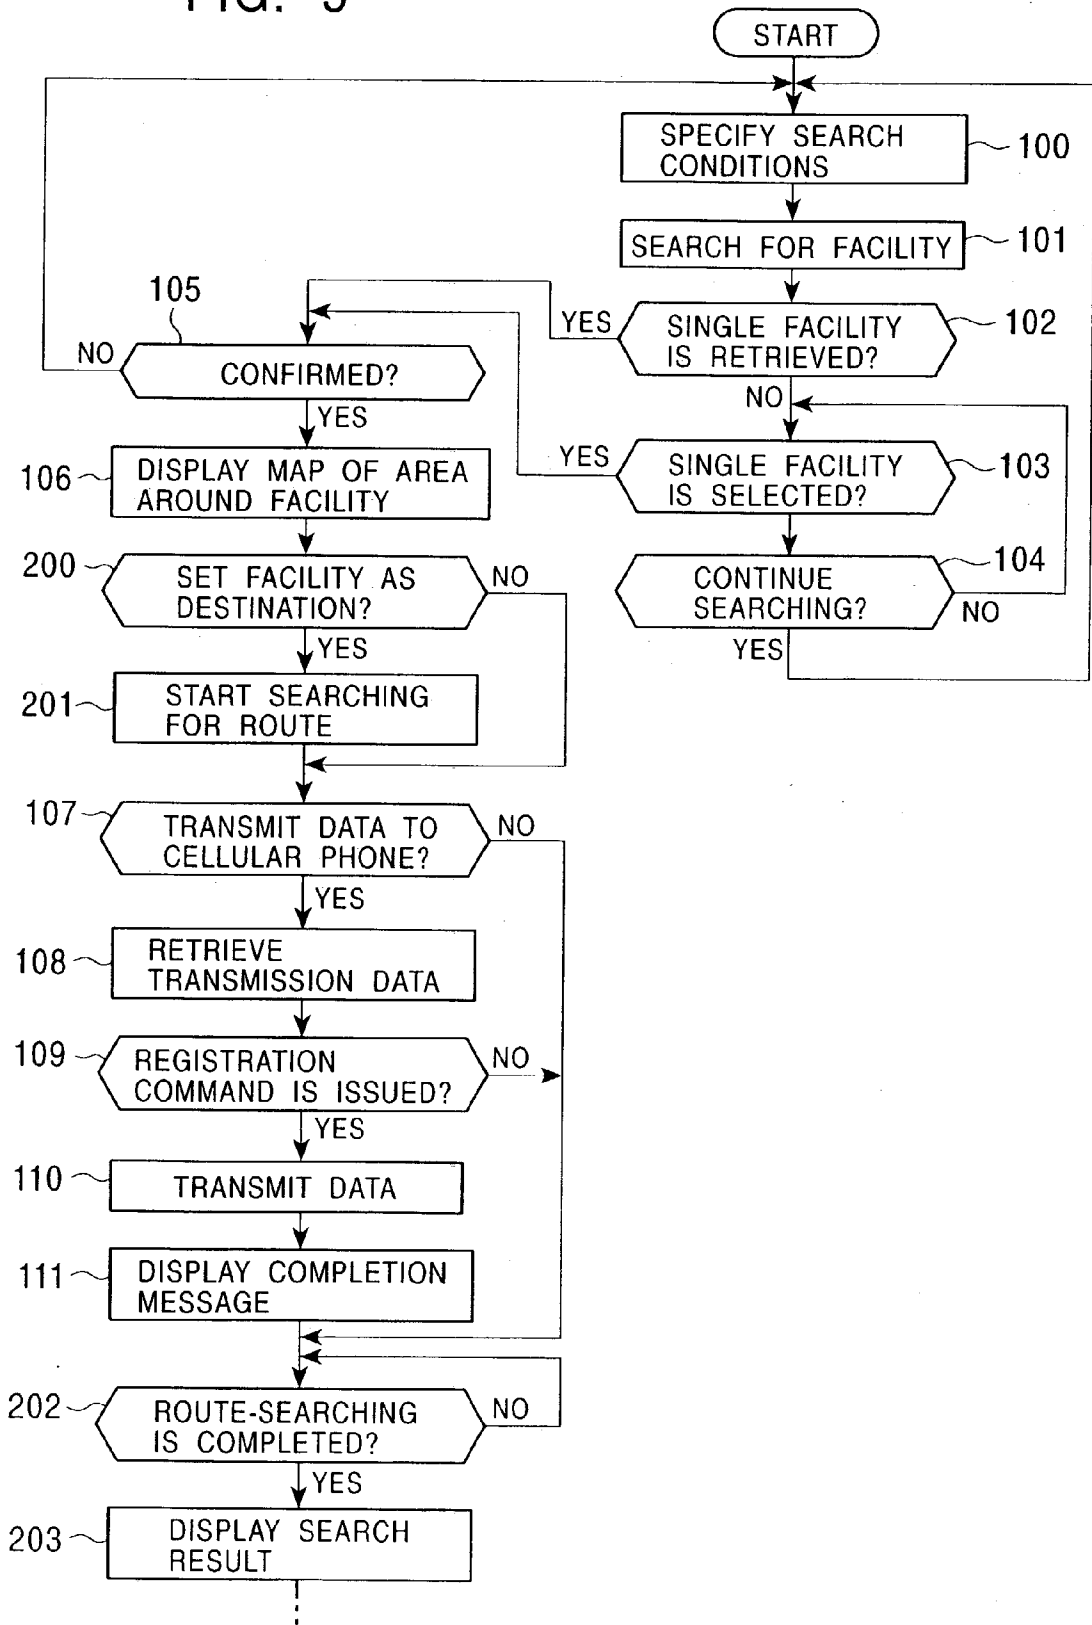 START
SPECIFY SEARCH
CONDITIONS
100
SEARCH FOR FACILITY
101
SINGLE FACILITY
IS RETRIEVED?
102
YES
NO
105
CONFIRMED?
NO
YES
SINGLE FACILITY
IS SELECTED?
103
YES
106
DISPLAY MAP OF AREA
AROUND FACILITY
CONTINUE
SEARCHING?
104
NO
YES
200
SET FACILITY AS
DESTINATION?
NO
YES
201
START SEARCHING
FOR ROUTE
107
TRANSMIT DATA TO
CELLULAR PHONE?
NO
YES
108
RETRIEVE
TRANSMISSION DATA
109
REGISTRATION
COMMAND IS ISSUED?
NO
YES
110
TRANSMIT DATA
111
DISPLAY COMPLETION
MESSAGE
202
ROUTE-SEARCHING
IS COMPLETED?
NO
YES
203
DISPLAY SEARCH
RESULT